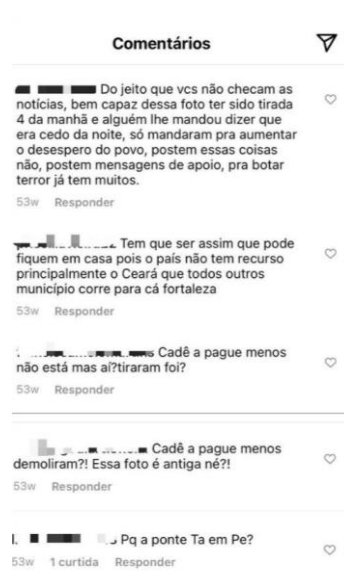 Comentários
Do jeito que vcs não checam as
notícias, bem capaz dessa foto ter sido tirada
4 da manhã e alguém lhe mandou dizer que
era cedo da noite, só mandaram pra aumentar
o desespero do povo, postem essas coisas
não, postem mensagens de apoio, pra botar
terror já tem muitos.
53w Responder
Tem que ser assim que pode
fiquem em casa pois o país não tem recurso
principalmente o Ceará que todos outros
município corre para cá fortaleza
53w Responder
Cadê a pague menos
não está mas aí?tiraram foi?
53w Responder
Cadê a pague menos
demoliram?! Essa foto é antiga né?!
53w Responder
Pq a ponte Ta em Pe?
53w 1 curtida Responder